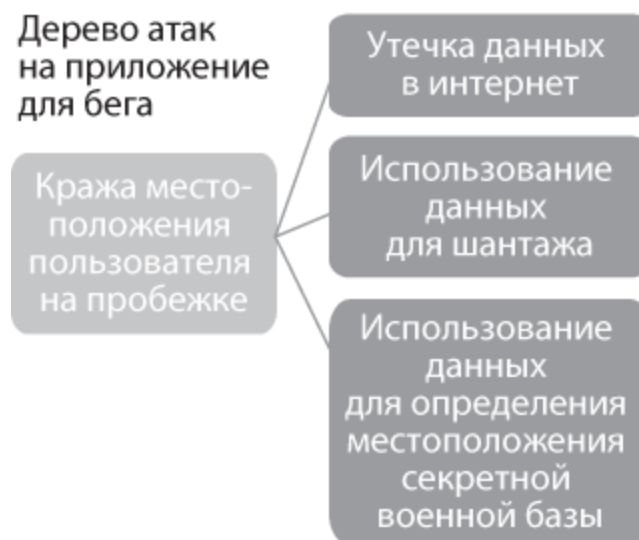 Дерево атак
на приложение
для бега
Кража место-
положения
пользователя
на пробежке
Утечка данных
в интернет
Использование
данных
для шантажа
Использование
данных
для определения
местоположения
секретной
военной базы